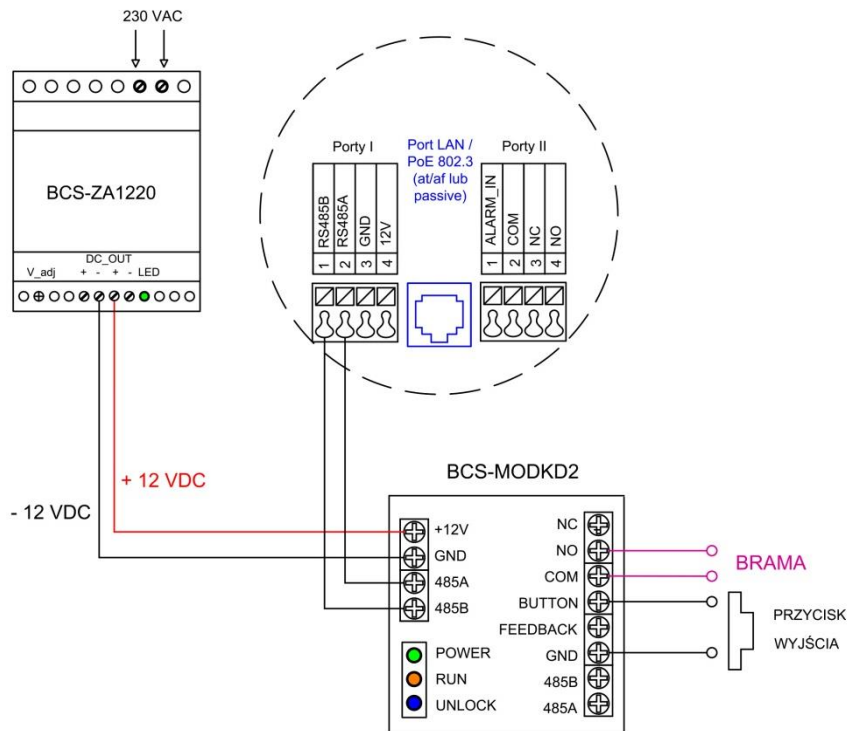 230 VAC
BCS-ZA1220
DC_OUT
V_adj + - + - LED
Porty I
Port LAN /
PoE 802.3
(at/af lub
passive)
Porty II
1 RS485B
2 RS485A
3 GND
4 12V
1 ALARM_IN
2 COM
3 NC
4 NO
+ 12 VDC
- 12 VDC
BCS-MODKD2
+12V
GND
485A
485B
POWER
RUN
UNLOCK
NC
NO
COM
BUTTON
FEEDBACK
GND
485B
485A
BRAMA
PRZYCISK
WYJŚCIA